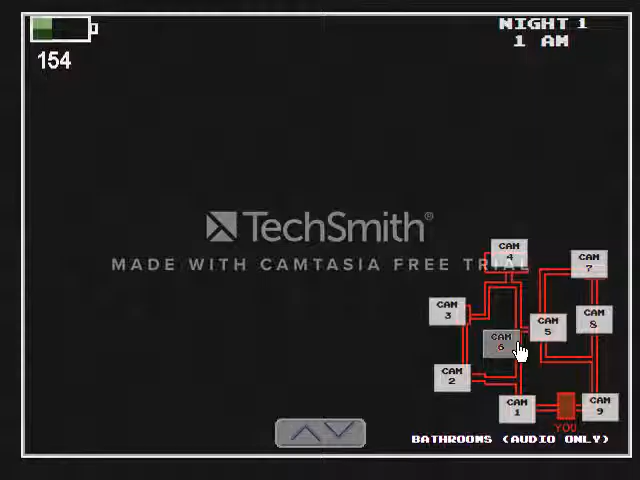 NIGHT 1
1 AM
154
TechSmith®
MADE WITH CAMTASIA FREE TRIAL
CAM 4
CAM 7
CAM 3
CAM 8
CAM 5
CAM 6
CAM 2
CAM 1
CAM 9
YOU
BATHROOMS (AUDIO ONLY)